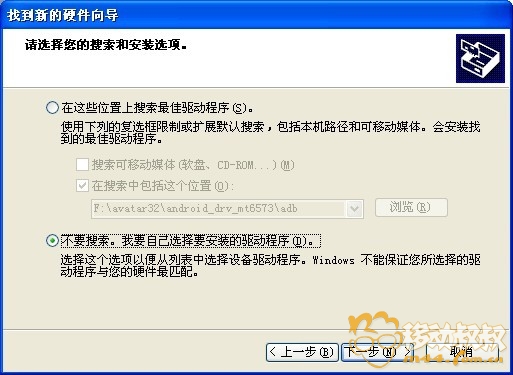 找到新的硬件向导
请选择您的搜索和安装选项。
在这些位置上搜索最佳驱动程序(S)。
使用下列的复选框限制或扩展默认搜索，包括本机路径和可移动媒体。会安装找
到的最佳驱动程序。
搜索可移动媒体(软盘、CD-ROM...)(M)
在搜索中包括这个位置(O):
F:\avatar32\android_drv_mt6573\adb
浏览(R)
不要搜索。我要自己选择要安装的驱动程序(D)。
选择这个选项以便从列表中选择设备驱动程序。Windows 不能保证您所选择的驱
动程序与您的硬件最匹配。
移动叔叔
< 上一步(B)
下一步(N) >
取消